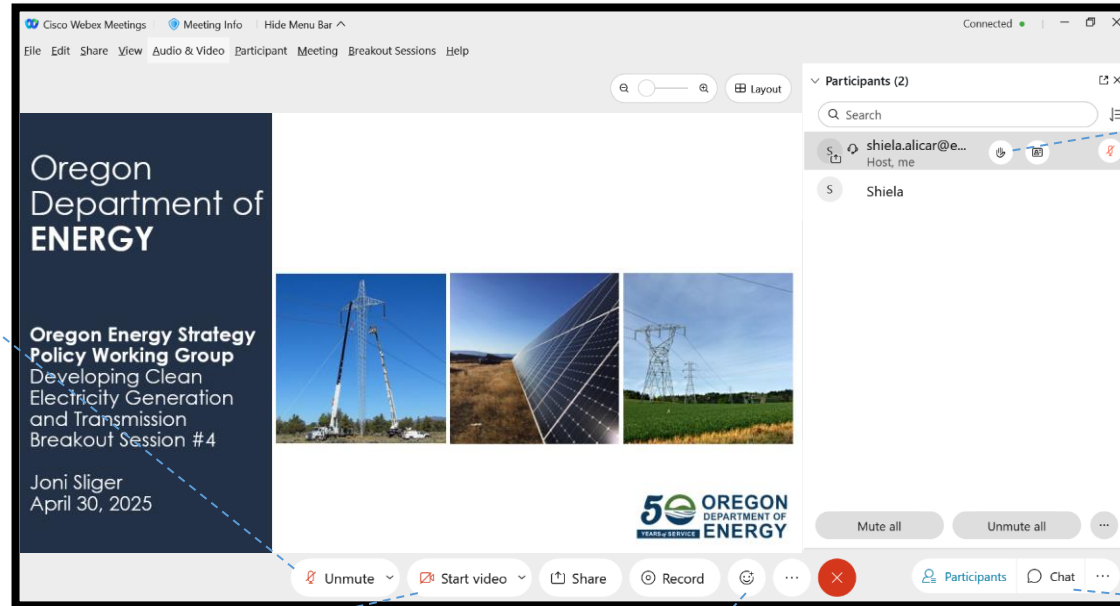 Cisco Webex Meetings Meeting Info Hide Menu Bar Connected
File Edit Share View Audio & Video Participant Meeting Breakout Sessions Help
Layout
Oregon
Department of
ENERGY
Oregon Energy Strategy
Policy Working Group
Developing Clean
Electricity Generation
and Transmission
Breakout Session #4
Joni Sliger
April 30, 2025
50 OREGON
DEPARTMENT OF
YEARS of SERVICE ENERGY
Participants (2)
Search
S shiela.alicar@e...
Host, me
S Shiela
Mute all Unmute all ...
Unmute Start video Share Record ... Participants Chat ...